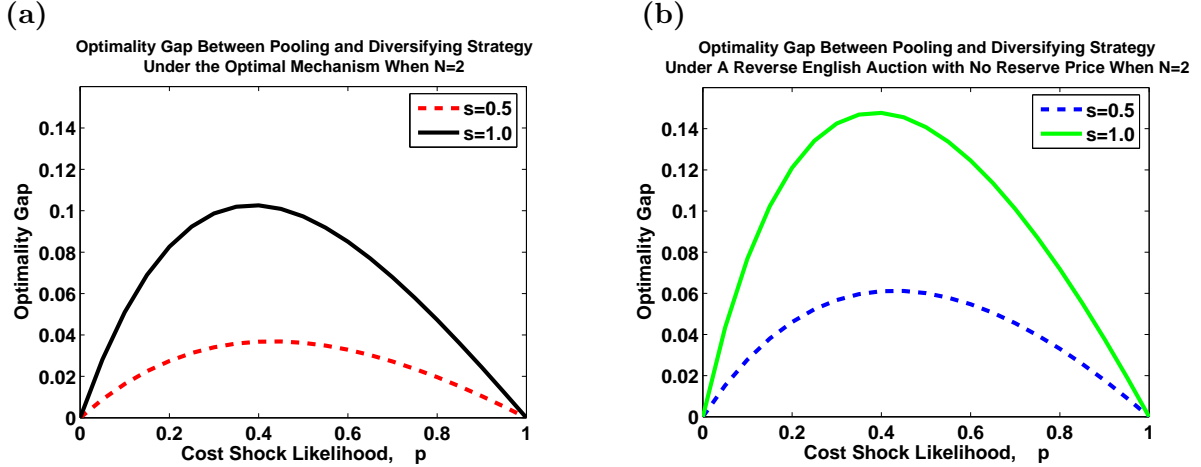 (a)
Optimality Gap Between Pooling and Diversifying Strategy
Under the Optimal Mechanism When N=2
s=0.5
s=1.0
0.14
0.12
0.1
0.08
0.06
0.04
0.02
0
Optimality Gap
0 0.2 0.4 0.6 0.8 1
Cost Shock Likelihood, p
(b)
Optimality Gap Between Pooling and Diversifying Strategy
Under A Reverse English Auction with No Reserve Price When N=2
s=0.5
s=1.0
0.14
0.12
0.1
0.08
0.06
0.04
0.02
0
Optimality Gap
0 0.2 0.4 0.6 0.8 1
Cost Shock Likelihood, p